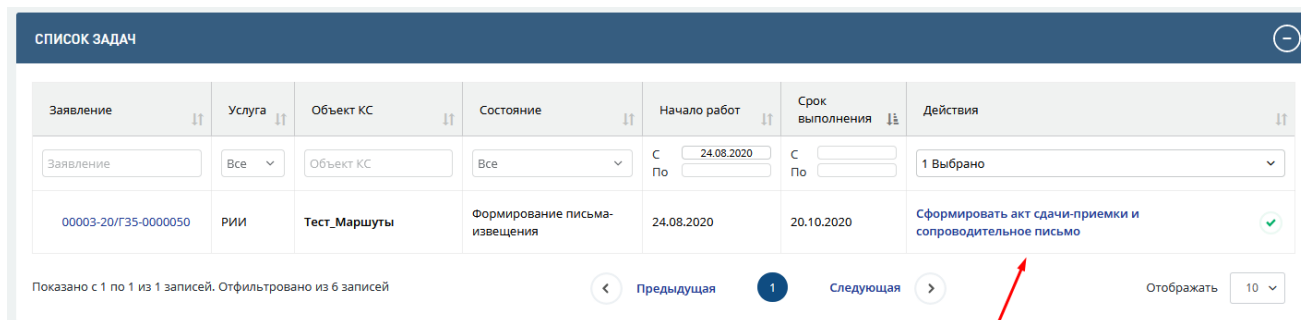 СПИСОК ЗАДАЧ
Заявление Услуга Объект КС Состояние Начало работ Срок выполнения Действия
Заявление Все Объект КС Все С 24.08.2020 С 1 Выбрано
По По
00003-20/Г35-0000050 РИИ Тест_Маршуты Формирование письма-извещения 24.08.2020 20.10.2020 Сформировать акт сдачи-приемки и сопроводительное письмо
Показано с 1 по 1 из 1 записей. Отфильтровано из 6 записей Предыдущая 1 Следующая Отображать 10